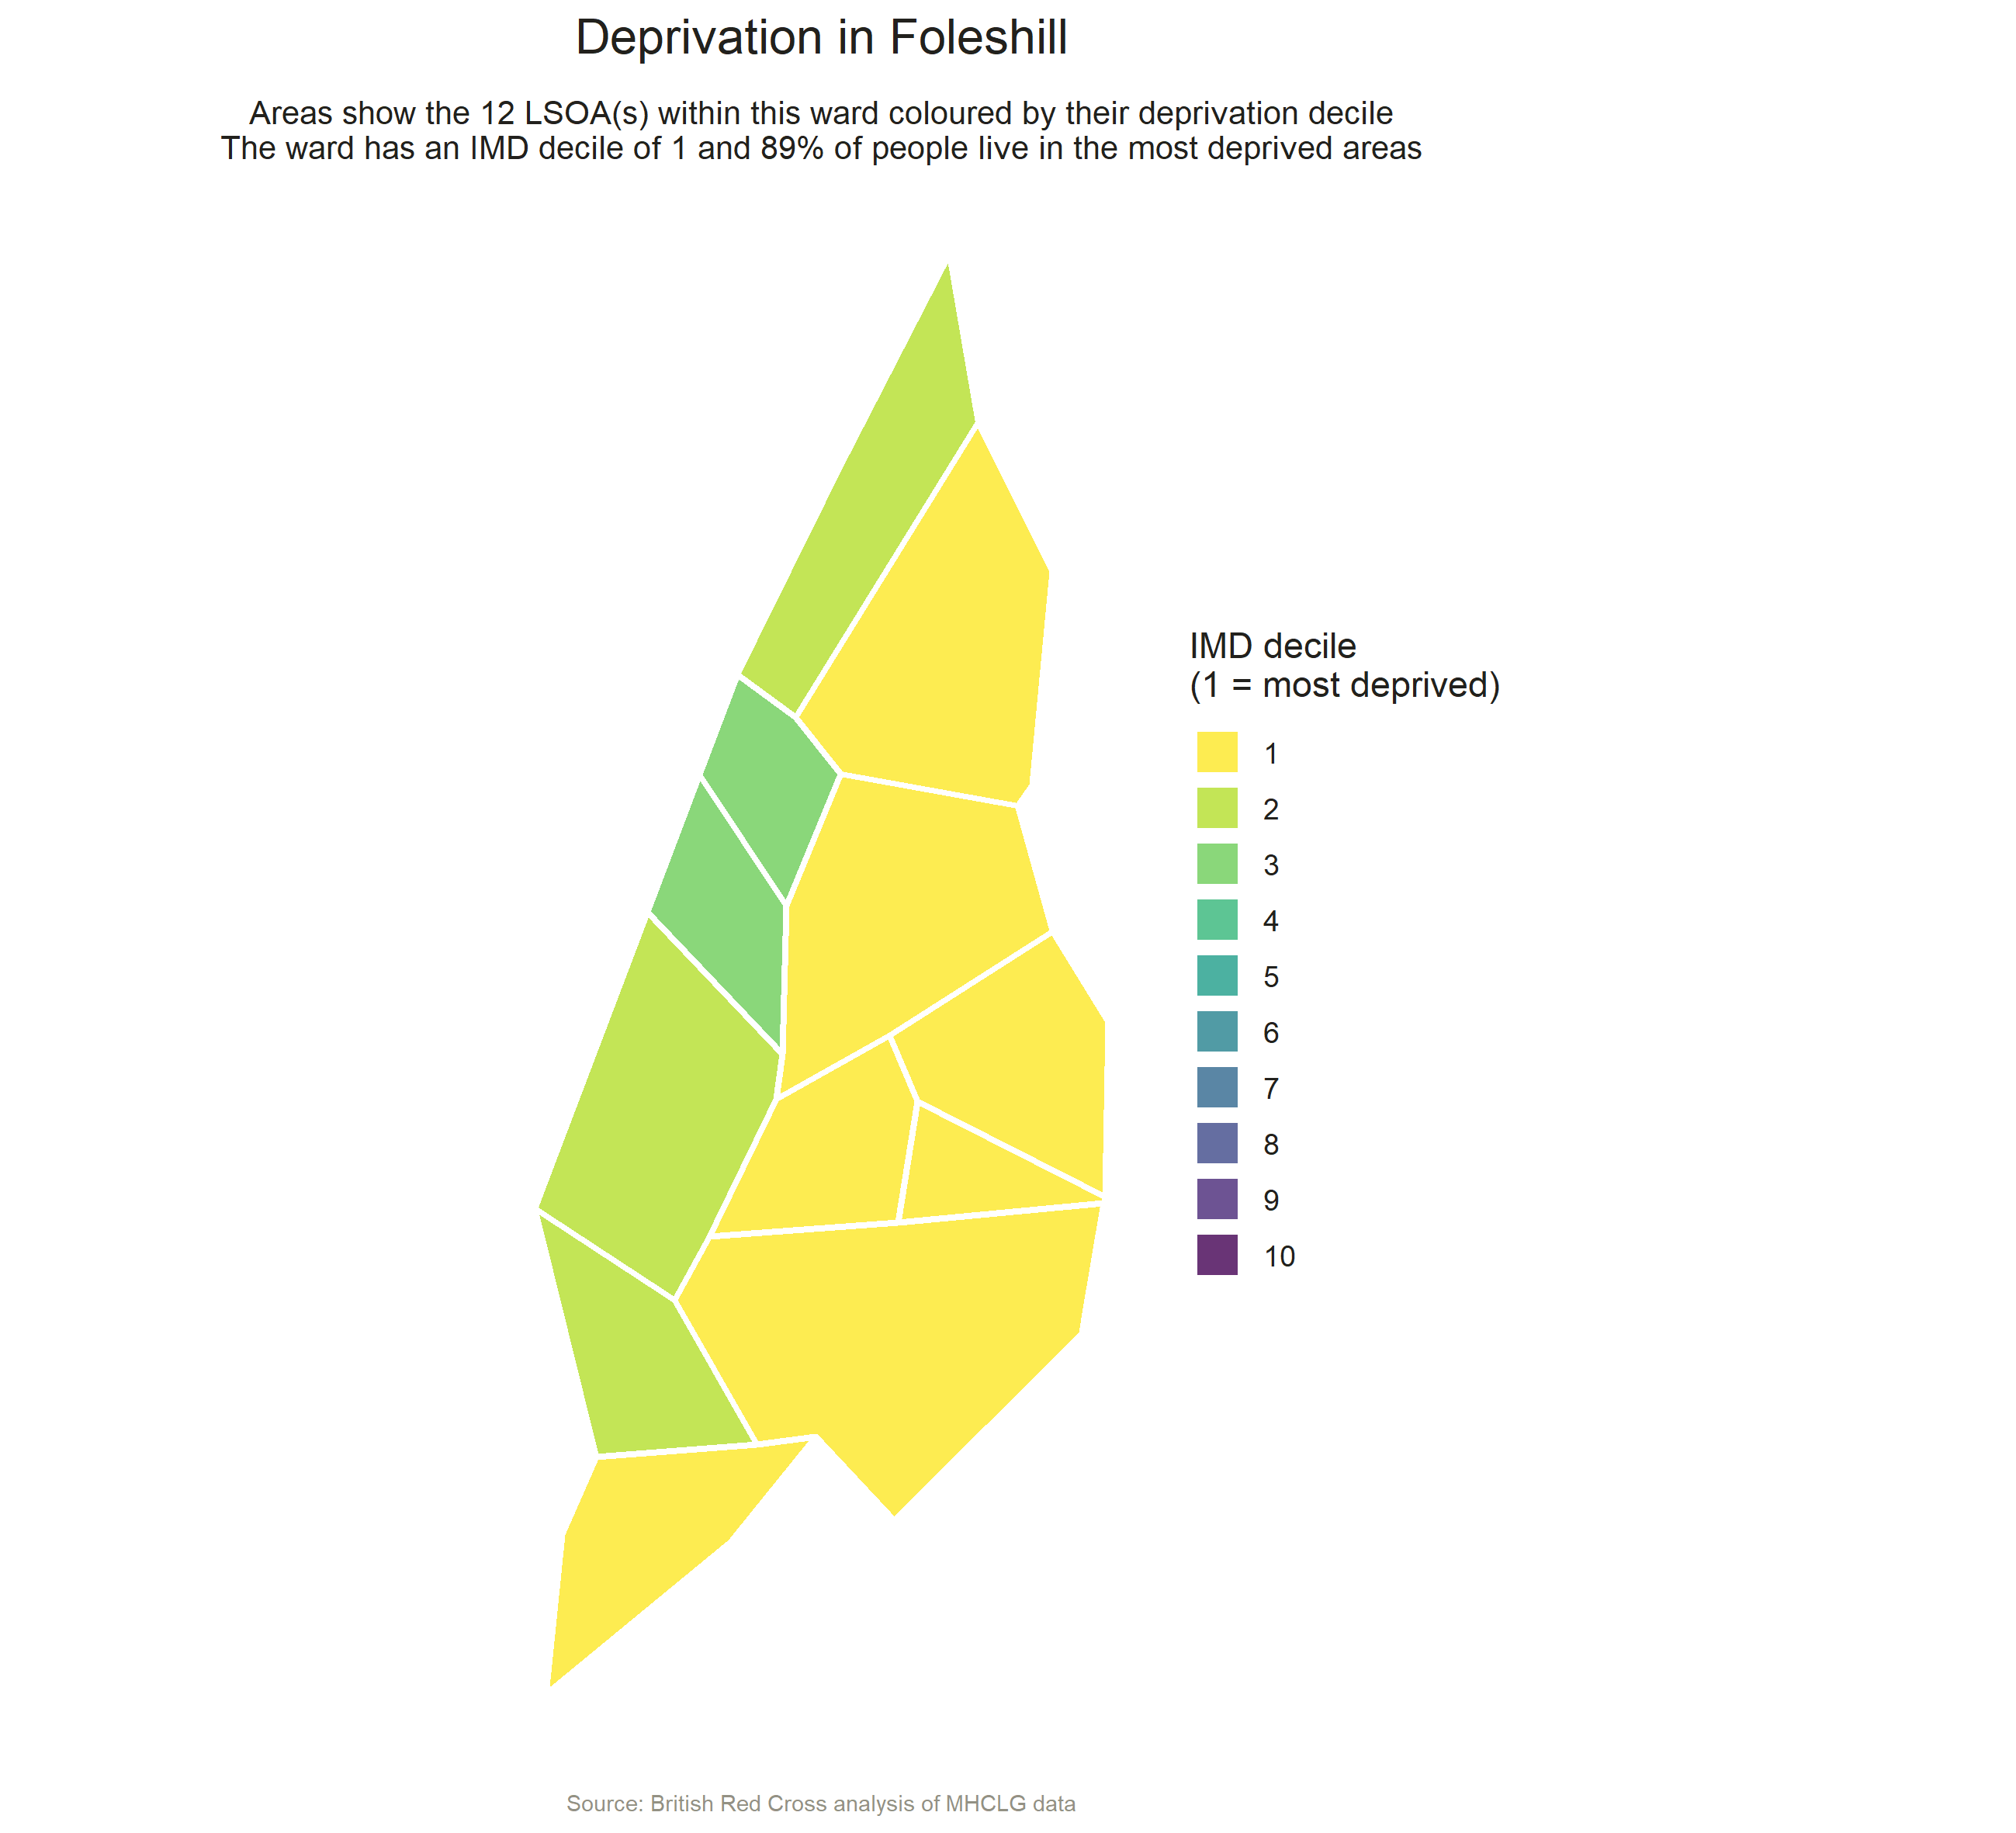 Deprivation in Foleshill
Areas show the 12 LSOA(s) within this ward coloured by their deprivation decile
The ward has an IMD decile of 1 and 89% of people live in the most deprived areas
IMD decile
(1 = most deprived)
1
2
3
4
5
6
7
8
9
10
Source: British Red Cross analysis of MHCLG data